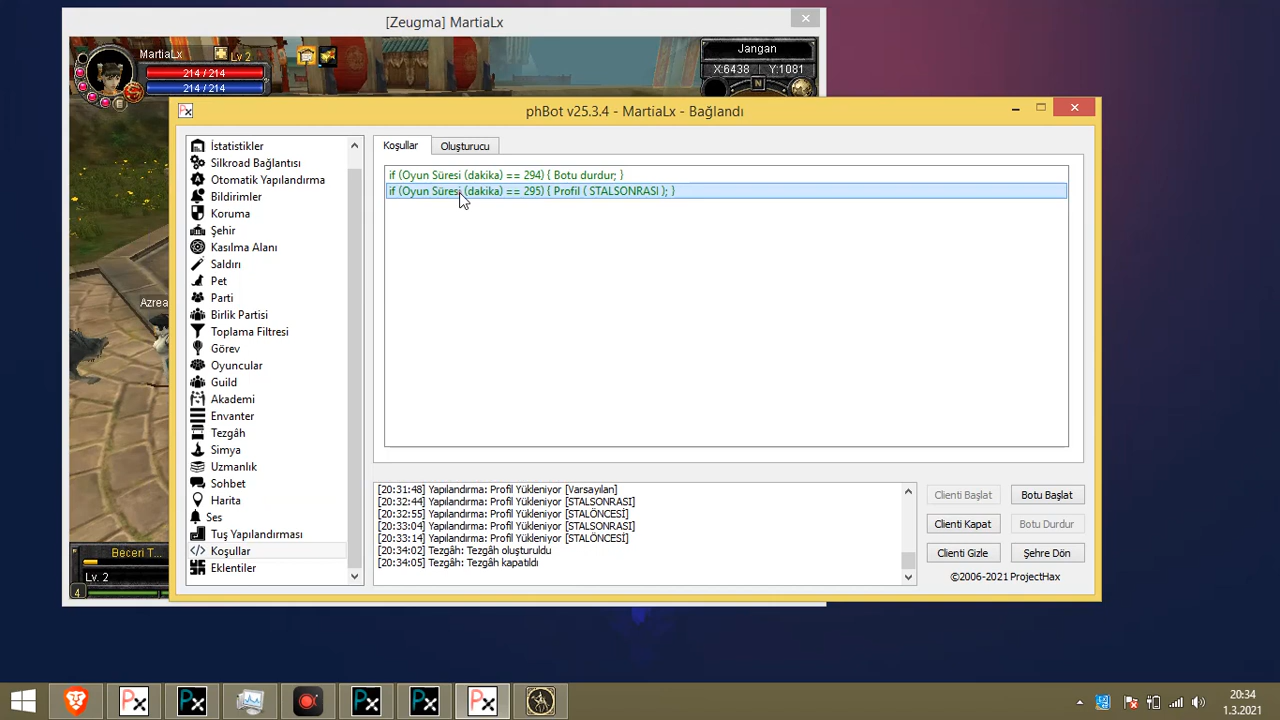 [Zeugma] MartiaLx
MartiaLx
Lv 2
214 / 214
214 / 214
Jangan
X:6438 Y:1081
N
phBot v25.3.4 - MartiaLx - Bağlandı
İstatistikler
Silkroad Bağlantısı
Otomatik Yapılandırma
Bildirimler
Koruma
Şehir
Kasılma Alanı
Saldırı
Pet
Parti
Birlik Partisi
Toplama Filtresi
Görev
Oyuncular
Guild
Akademi
Envanter
Tezgâh
Simya
Uzmanlık
Sohbet
Harita
Ses
Tuş Yapılandırması
Koşullar
Eklentiler
Koşullar
Oluşturucu
if (Oyun Süresi (dakika) == 294) { Botu durdur; }
if (Oyun Süresi (dakika) == 295) { Profil ( STALSONRASI ); }
[20:31:48] Yapılandırma: Profil Yükleniyor [Varsayılan]
[20:32:44] Yapılandırma: Profil Yükleniyor [STALSONRASI]
[20:32:55] Yapılandırma: Profil Yükleniyor [STALÖNCESİ]
[20:33:04] Yapılandırma: Profil Yükleniyor [STALSONRASI]
[20:33:14] Yapılandırma: Profil Yükleniyor [STALÖNCESİ]
[20:34:02] Tezgâh: Tezgâh oluşturuldu
[20:34:05] Tezgâh: Tezgâh kapatıldı
Clienti Başlat
Botu Başlat
Clienti Kapat
Botu Durdur
Clienti Gizle
Şehre Dön
©2006-2021 ProjectHax
Azrea
Beceri T...
Lv. 2
4
20:34
1.3.2021